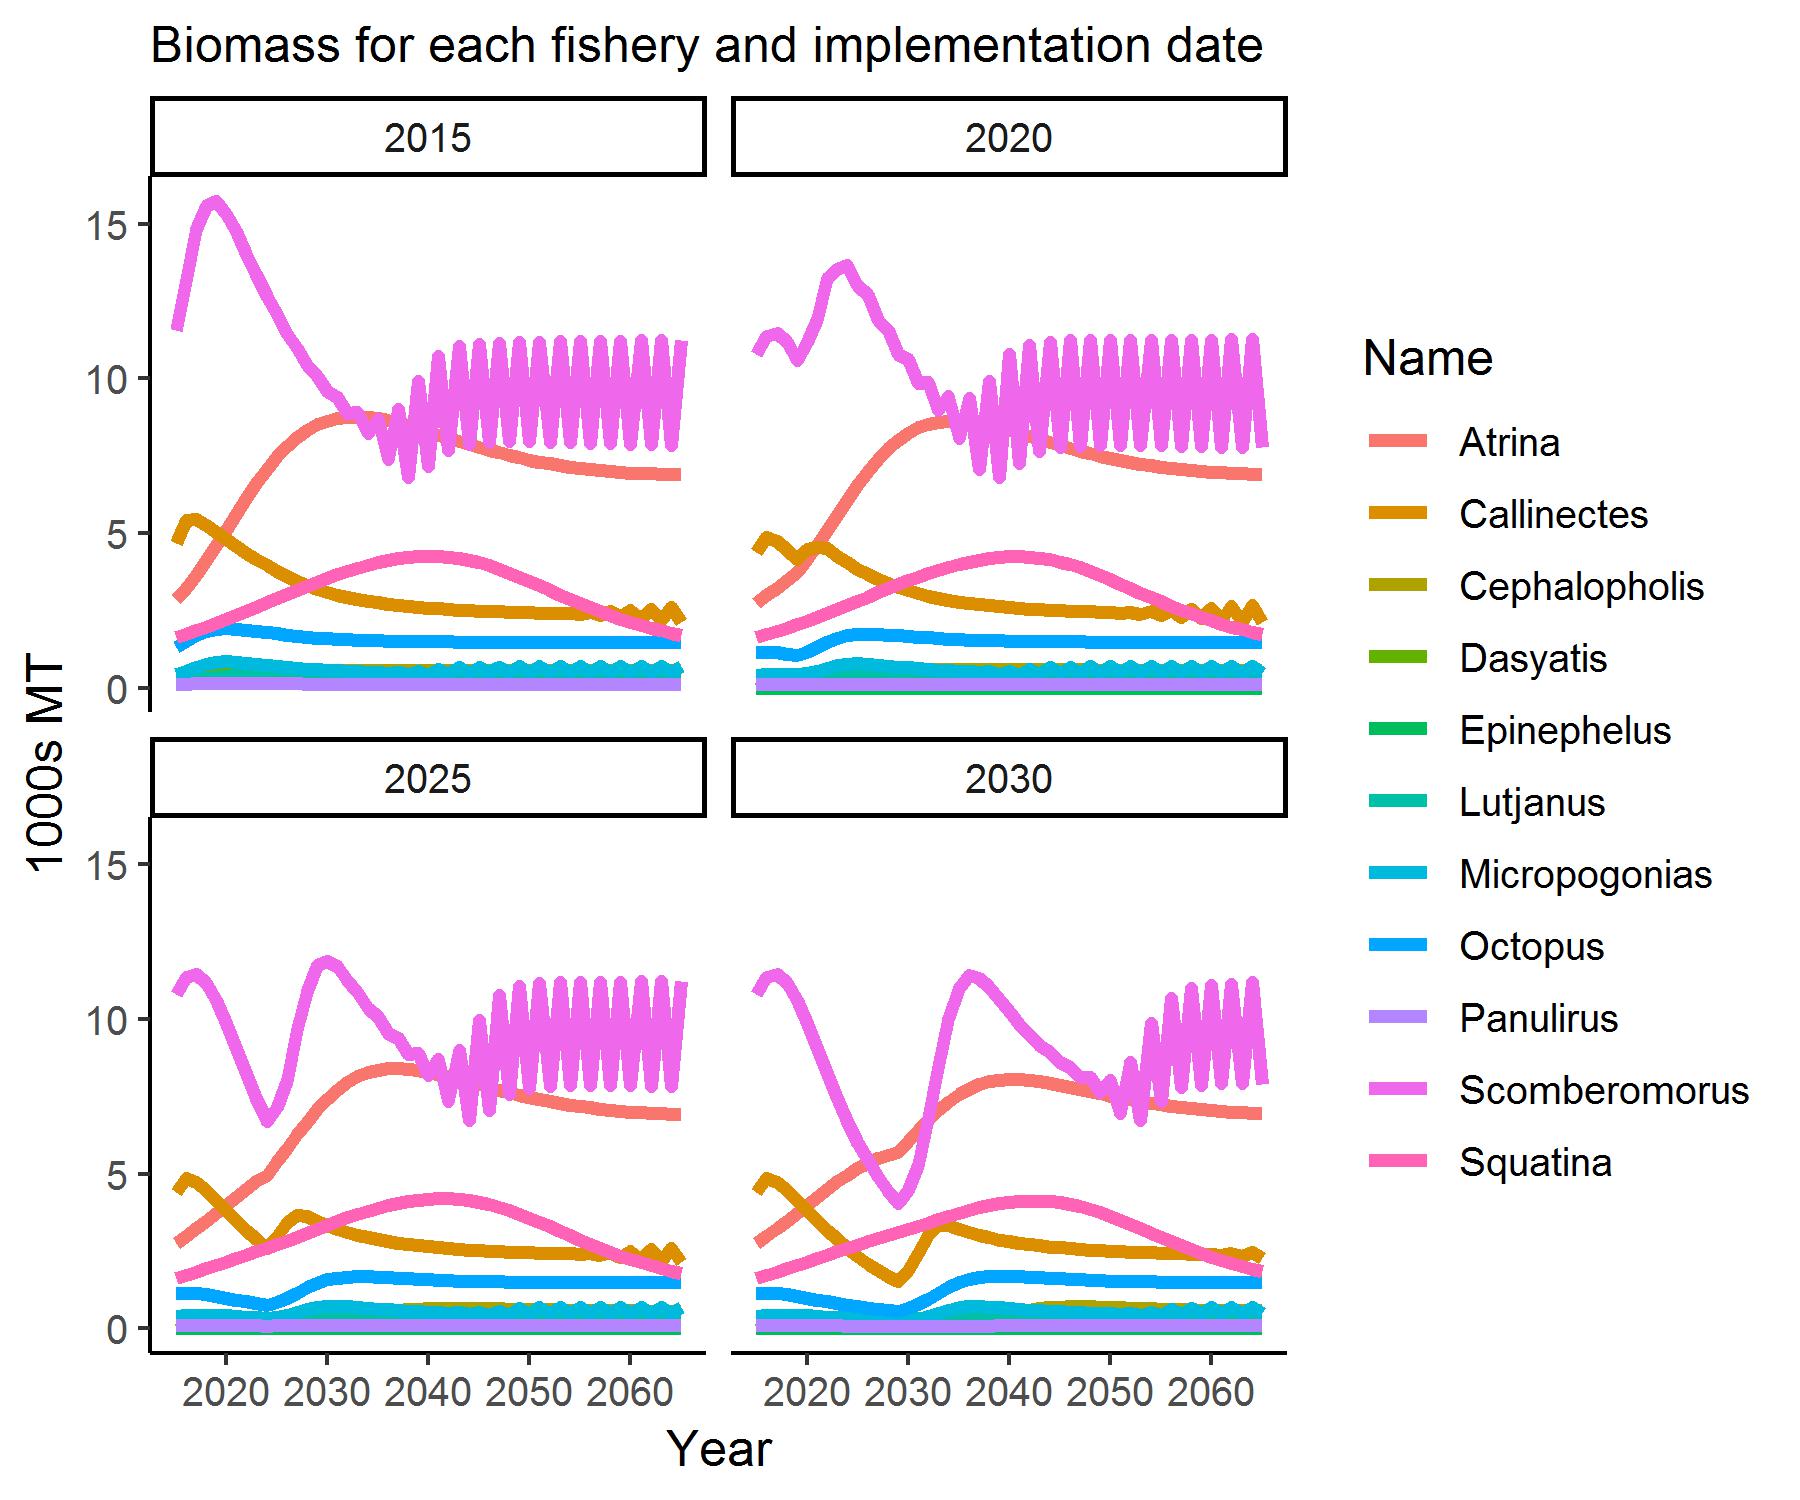 Biomass for each fishery and implementation date
2015
2020
15
10
5
0
2025
2030
15
10
5
0
2020 2030 2040 2050 2060
2020 2030 2040 2050 2060
Year
1000s MT
Name
Atrina
Callinectes
Cephalopholis
Dasyatis
Epinephelus
Lutjanus
Micropogonias
Octopus
Panulirus
Scomberomorus
Squatina